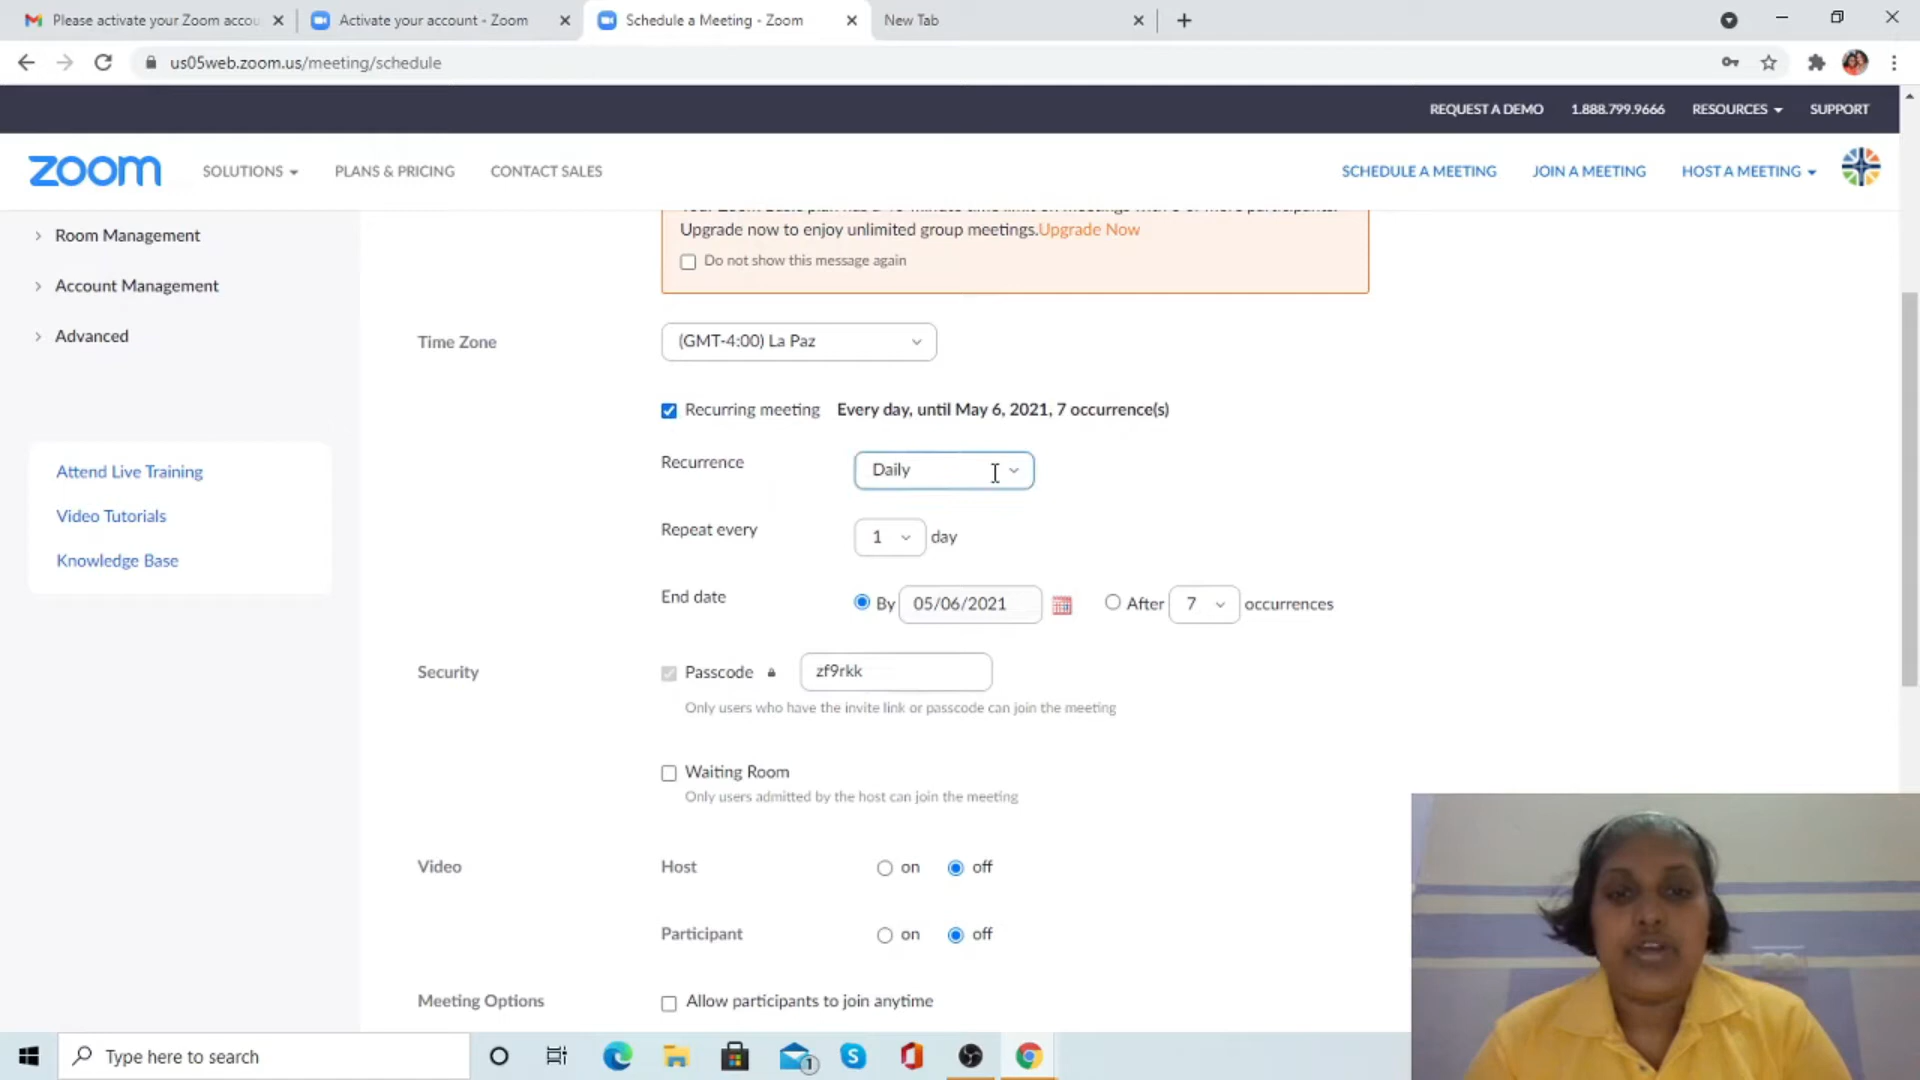 Please activate your Zoom accou
Activate your account - Zoom
Schedule a Meeting - Zoom
New Tab
us05web.zoom.us/meeting/schedule
REQUEST A DEMO 1.888.799.9666 RESOURCES SUPPORT
zoom SOLUTIONS PLANS & PRICING CONTACT SALES SCHEDULE A MEETING JOIN A MEETING HOST A MEETING
Room Management
Account Management
Advanced
Attend Live Training
Video Tutorials
Knowledge Base
Upgrade now to enjoy unlimited group meetings.Upgrade Now
Do not show this message again
Time Zone (GMT-4:00) La Paz
Recurring meeting Every day, until May 6, 2021, 7 occurrence(s)
Recurrence Daily
Repeat every 1 day
End date By 05/06/2021 After 7 occurrences
Security Passcode zf9rkk
Only users who have the invite link or passcode can join the meeting
Waiting Room
Only users admitted by the host can join the meeting
Video Host on off
Participant on off
Meeting Options Allow participants to join anytime
Type here to search
1